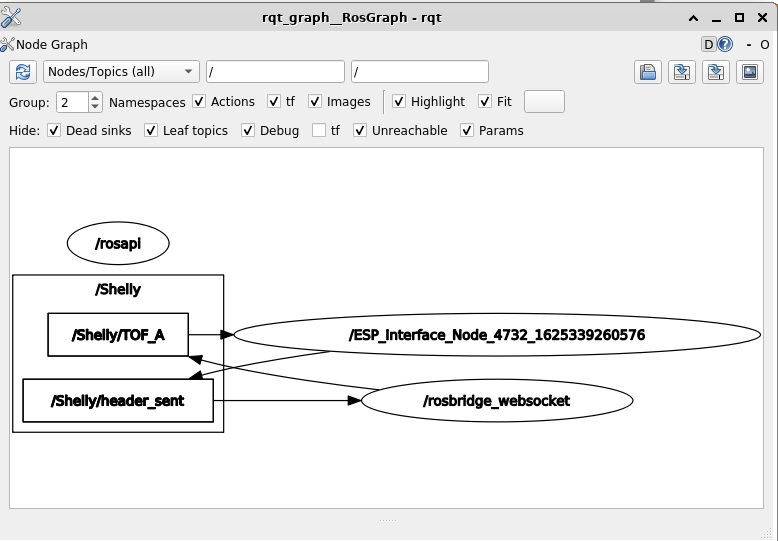 rqt_graph__RosGraph - rqt
Node Graph
D
- O
Nodes/Topics (all)
/
/
Group: 2 Namespaces Actions tf Images Highlight Fit
Hide: Dead sinks Leaf topics Debug tf Unreachable Params
/rosapi
/Shelly
/Shelly/TOF_A
/ESP_Interface_Node_4732_1625339260576
/Shelly/header_sent
/rosbridge_websocket